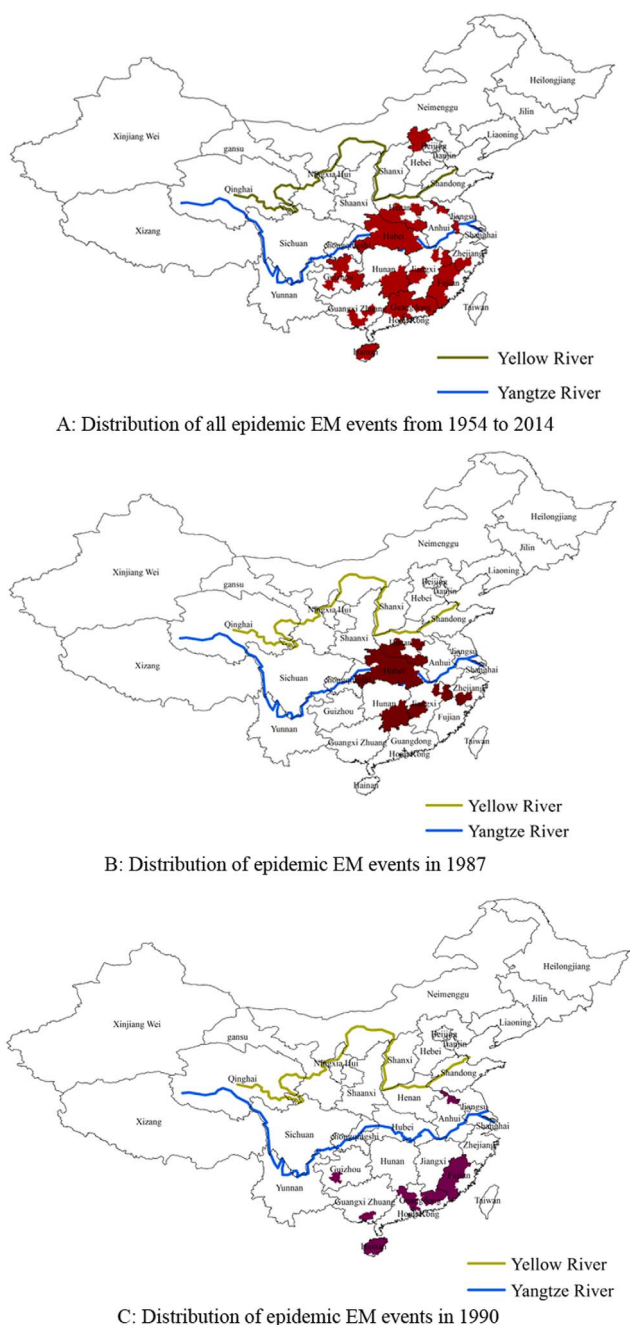 Heilongjiang
Neimenggu
Jilin
Xinjiang Wei
Liaoning
gansu
Beijing
Tianjin
Hebei
Ningxia Hui
Shanxi
Qinghai
Shandong
Shaanxi
Xizang
Jiangsu
Anhui
Shanghai
Sichuan
Hubei
Zhejiang
Hunan
Jiangxi
Yunnan
Guangxi Zhuang
Taiwan
Hong Kong
Yellow River
Yangtze River
A: Distribution of all epidemic EM events from 1954 to 2014
Heilongjiang
Neimenggu
Jilin
Xinjiang Wei
Liaoning
gansu
Beijing
Tianjin
Hebei
Ningxia Hui
Shanxi
Qinghai
Shandong
Shaanxi
Xizang
Jiangsu
Anhui
Shanghai
Sichuan
Hubei
Zhejiang
Hunan
Jiangxi
Guizhou
Fujian
Yunnan
Guangxi Zhuang
Guangdong
Taiwan
Hong Kong
Hainan
Yellow River
Yangtze River
B: Distribution of epidemic EM events in 1987
Heilongjiang
Neimenggu
Jilin
Xinjiang Wei
Liaoning
gansu
Beijing
Tianjin
Hebei
Ningxia Hui
Shanxi
Qinghai
Shandong
Shaanxi
Henan
Xizang
Jiangsu
Anhui
Shanghai
Hubei
Sichuan
chongqingshi
Zhejiang
Hunan
Jiangxi
Guizhou
Yunnan
Guangxi Zhuang
Taiwan
Hong Kong
Yellow River
Yangtze River
C: Distribution of epidemic EM events in 1990